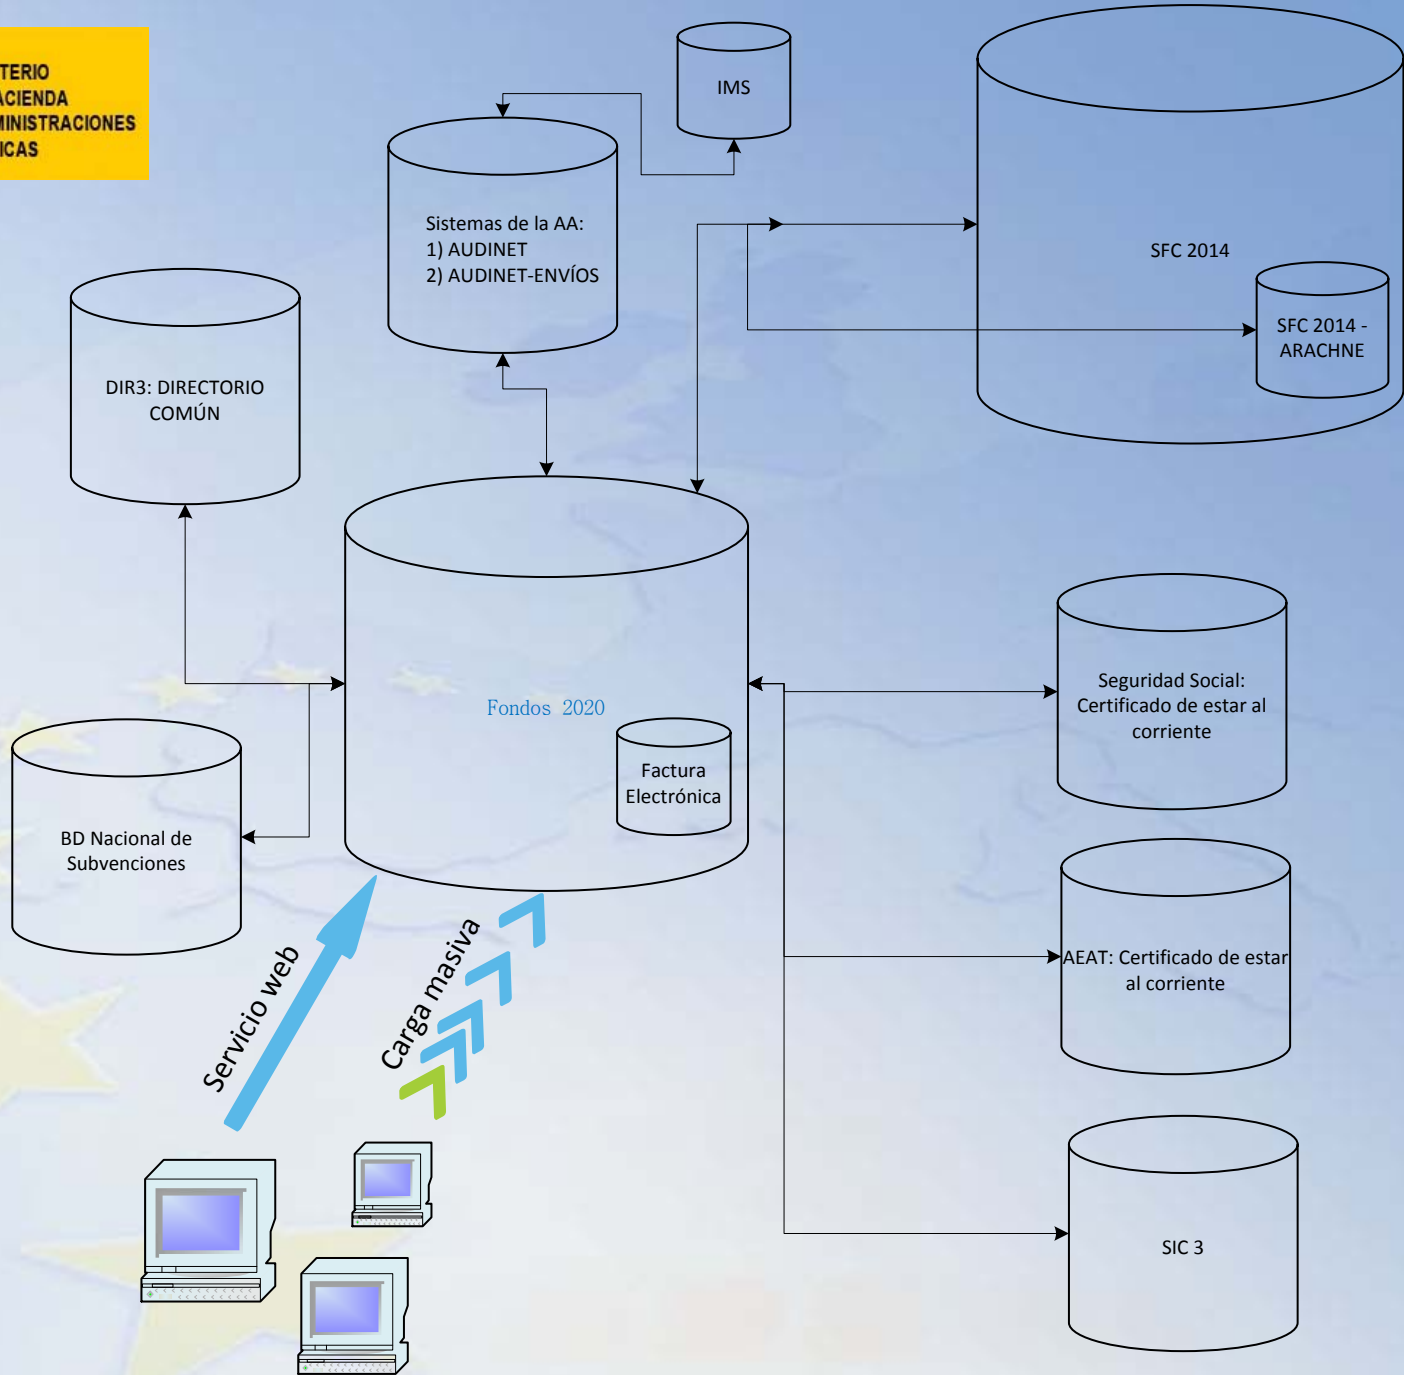 TERIO
ACIENDA
MINISTRACIONES
ICAS
IMS
Sistemas de la AA:
1) AUDINET
2) AUDINET-ENVÍOS
SFC 2014
SFC 2014 -
ARACHNE
DIR3: DIRECTORIO
COMÚN
Fondos 2020
Factura
Electrónica
Seguridad Social:
Certificado de estar al
corriente
BD Nacional de
Subvenciones
Servicio web
Carga masiva
AEAT: Certificado de estar
al corriente
SIC 3